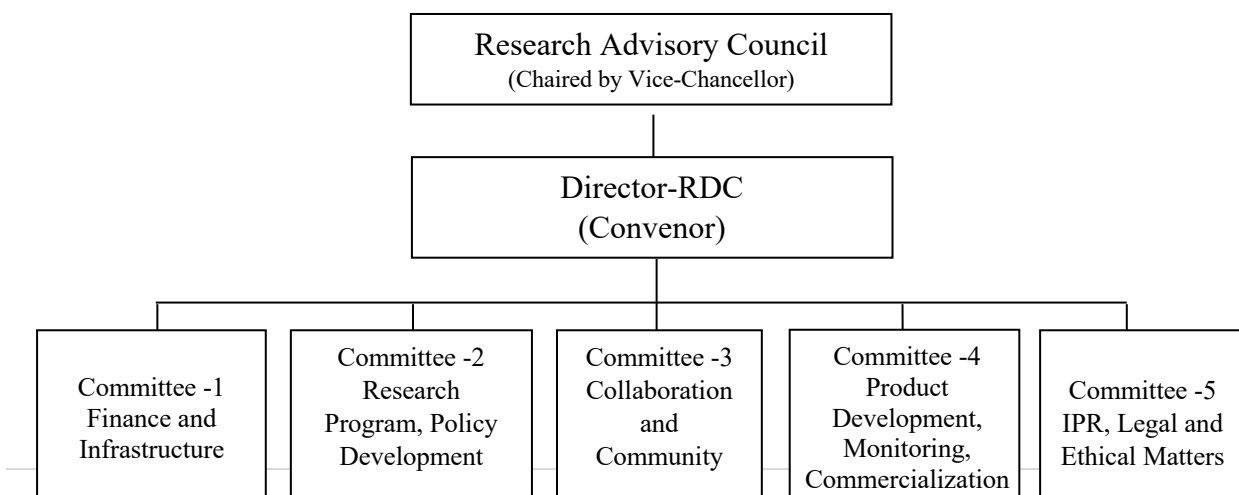 Research Advisory Council
(Chaired by Vice-Chancellor)
Director-RDC
(Convenor)
Committee -1
Finance and
Infrastructure
Committee -2
Research
Program, Policy
Development
Committee -3
Collaboration
and
Community
Committee -4
Product
Development,
Monitoring,
Commercialization
Committee -5
IPR, Legal and
Ethical Matters